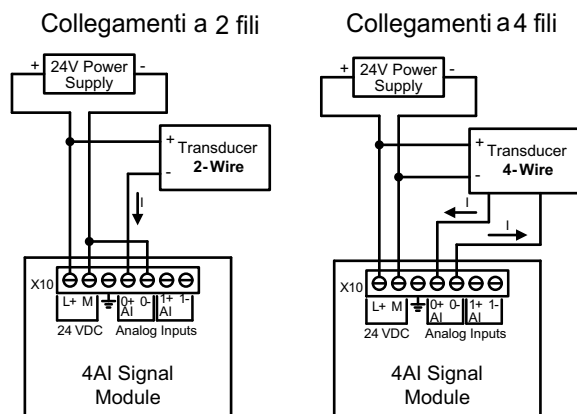 Collegamenti a 2 fili
+ 24V Power Supply -
+ Transducer
- 2-Wire
I
X10
L+ M 0+ 0- 1+ 1-
AI AI
24 VDC Analog Inputs
4AI Signal
Module
Collegamenti a 4 fili
+ 24V Power Supply -
+ Transducer
- 4-Wire
I
I
X10
L+ M 0+ 0- 1+ 1-
AI AI
24 VDC Analog Inputs
4AI Signal
Module